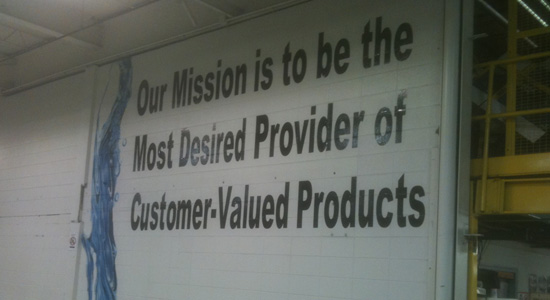 Our Mission is to be the
Most Desired Provider of
Customer-Valued Products